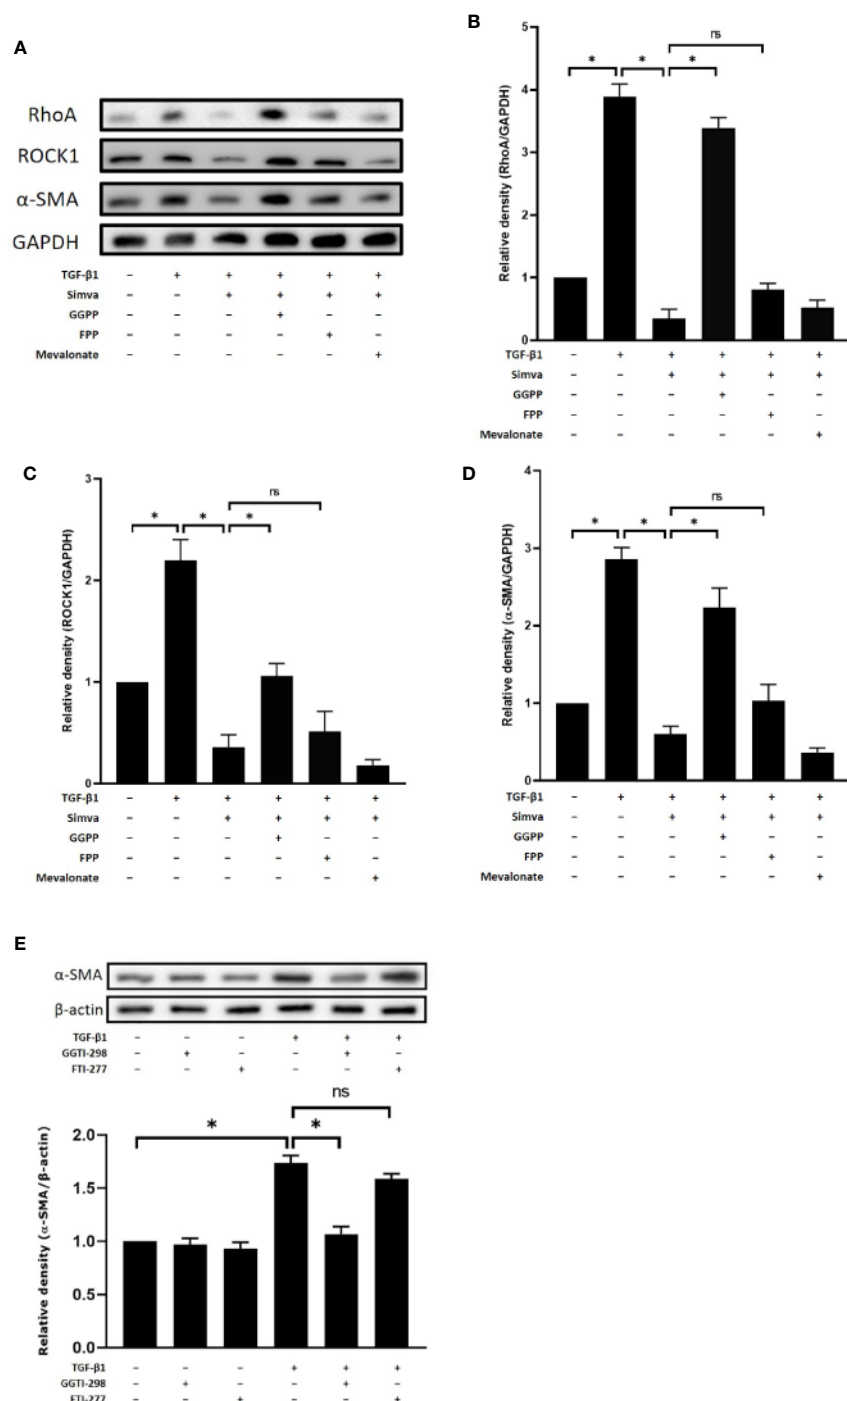 A
RhoA
ROCK1
α-SMA
GAPDH
TGF-β1 – + + + + +
Simva – – + + + +
GGPP – – – + – –
FPP – – – – + –
Mevalonate – – – – – +
B
Relative density (RhoA/GAPDH)
5
4
3
2
1
0
* * * ns
TGF-β1 – + + + + +
Simva – – + + + +
GGPP – – – + – –
FPP – – – – + –
Mevalonate – – – – – +
C
Relative density (ROCK1/GAPDH)
3
2
1
0
* * * ns
TGF-β1 – + + + + +
Simva – – + + + +
GGPP – – – + – –
FPP – – – – + –
Mevalonate – – – – – +
D
Relative density (α-SMA/GAPDH)
4
3
2
1
0
* * * ns
TGF-β1 – + + + + +
Simva – – + + + +
GGPP – – – + – –
FPP – – – – + –
Mevalonate – – – – – +
E
α-SMA
β-actin
TGF-β1 – – – + + +
GGTI-298 – + – – + –
FTI-277 – – + – – +
Relative density (α-SMA/β-actin)
2.0
1.5
1.0
0.5
0.0
* * ns
TGF-β1 – – – + + +
GGTI-298 – + – – + –
FTI-277 – – + – – +